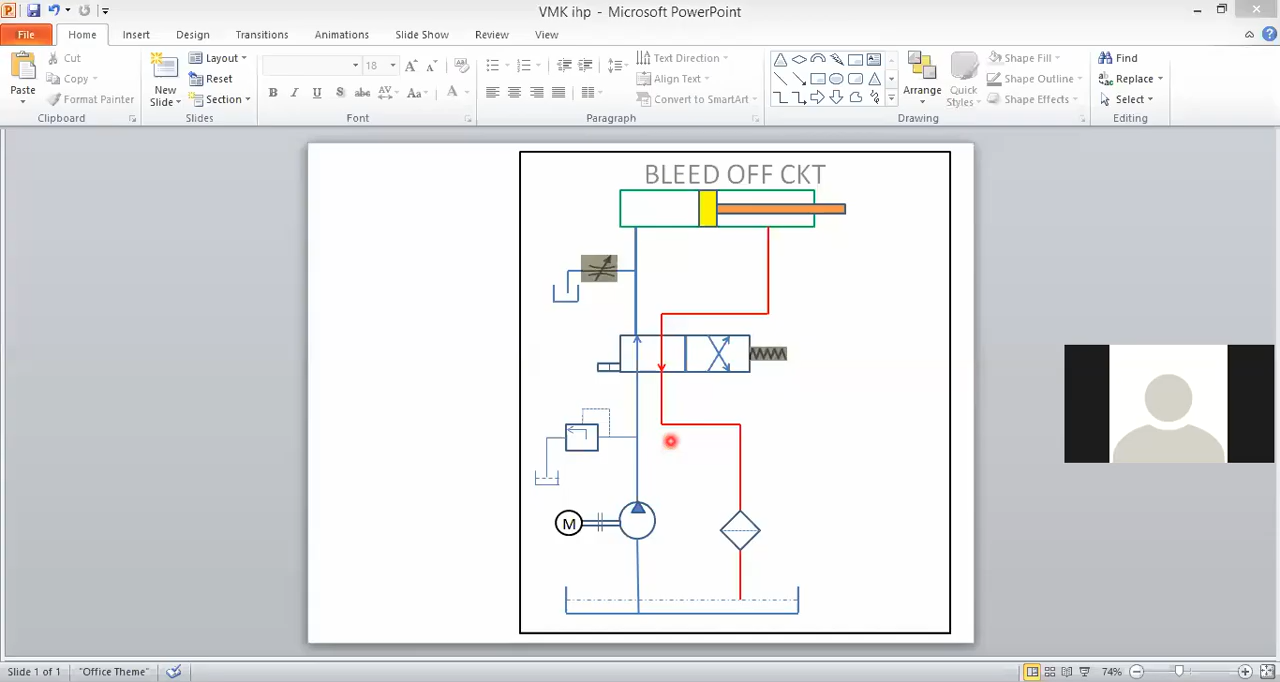 VMK ihp - Microsoft PowerPoint
File Home Insert Design Transitions Animations Slide Show Review View
Paste
Cut
Copy
Format Painter
Clipboard
New Slide
Layout
Reset
Section
Slides
18
B I U S abc AV Aa A
Font
Text Direction
Align Text
Convert to SmartArt
Paragraph
Arrange
Quick Styles
Shape Fill
Shape Outline
Shape Effects
Drawing
Find
Replace
Select
Editing
BLEED OFF CKT
M
Slide 1 of 1 "Office Theme" 74%